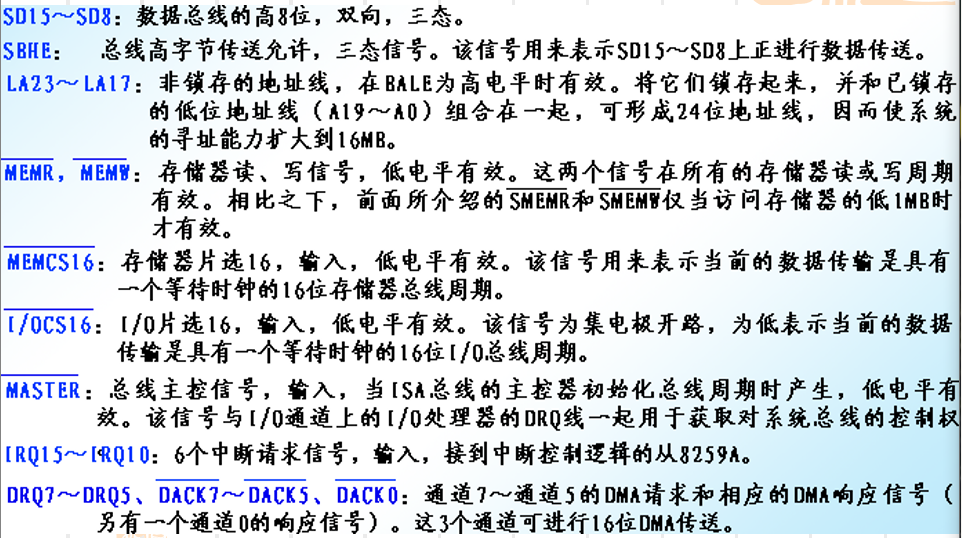 SD15～SD8：数据总线的高8位，双向，三态。
SBHE： 总线高字节传送允许，三态信号。该信号用来表示SD15～SD8上正进行数据传送。
LA23～LA17：非锁存的地址线，在BALE为高电平时有效。将它们锁存起来，并和已锁存
的低位地址线（A19～A0）组合在一起，可形成24位地址线，因而使系统
的寻址能力扩大到16MB。
MEMR，MEMW：存储器读、写信号，低电平有效。这两个信号在所有的存储器读或写周期
有效。相比之下，前面所介绍的SMEMR和SMEMW仅当访问存储器的低1MB时
才有效。
MEMCS16：存储器片选16，输入，低电平有效。该信号用来表示当前的数据传输是具有
一个等待时钟的16位存储器总线周期。
I/OCS16：I/O片选16，输入，低电平有效。该信号为集电极开路，为低表示当前的数据
传输是具有一个等待时钟的16位I/O总线周期。
MASTER：总线主控信号，输入，当ISA总线的主控器初始化总线周期时产生，低电平有
效。该信号与I/O通道上的I/O处理器的DRQ线一起用于获取对系统总线的控制权
IRQ15～IRQ10：6个中断请求信号，输入，接到中断控制逻辑的从8259A。
DRQ7～DRQ5、DACK7～DACK5、DACK0：通道7～通道5的DMA请求和相应的DMA响应信号（
另有一个通道0的响应信号）。这3个通道可进行16位DMA传送。